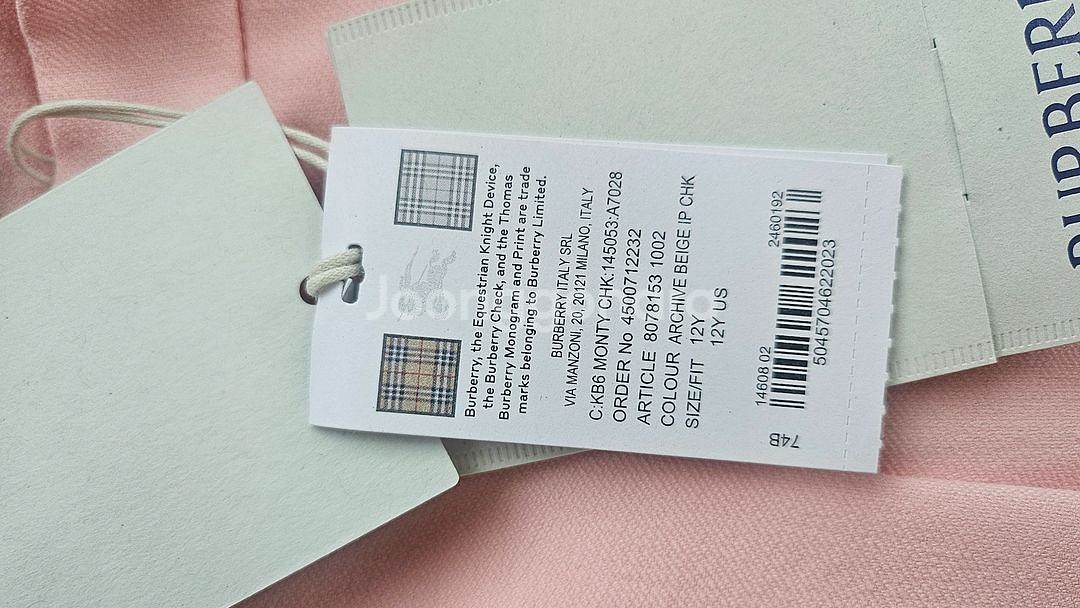 BURBERRY
Burberry, the Equestrian Knight Device,
the Burberry Check, and the Thomas
Burberry Monogram and Print are trade
marks belonging to Burberry Limited.
BURBERRY ITALY SRL
VIA MANZONI, 20, 20121 MILANO, ITALY
C:KB6 MONTY CHK:145053:A7028
ORDER No 4500712232
ARTICLE 8078153 1002
COLOUR ARCHIVE BEIGE IP CHK
SIZE/FIT 12Y
12Y US
14608 02 2460192
5045704622023
74B